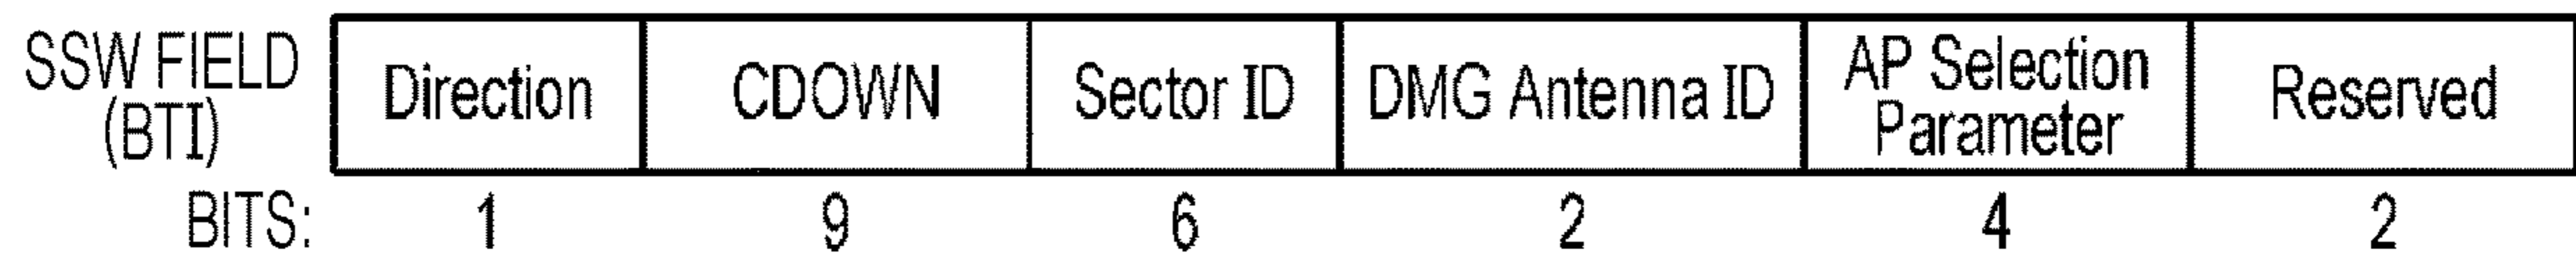 SSW FIELD
(BTI)
Direction
CDOWN
Sector ID
DMG Antenna ID
AP Selection
Parameter
Reserved
BITS: 1 9 6 2 4 2